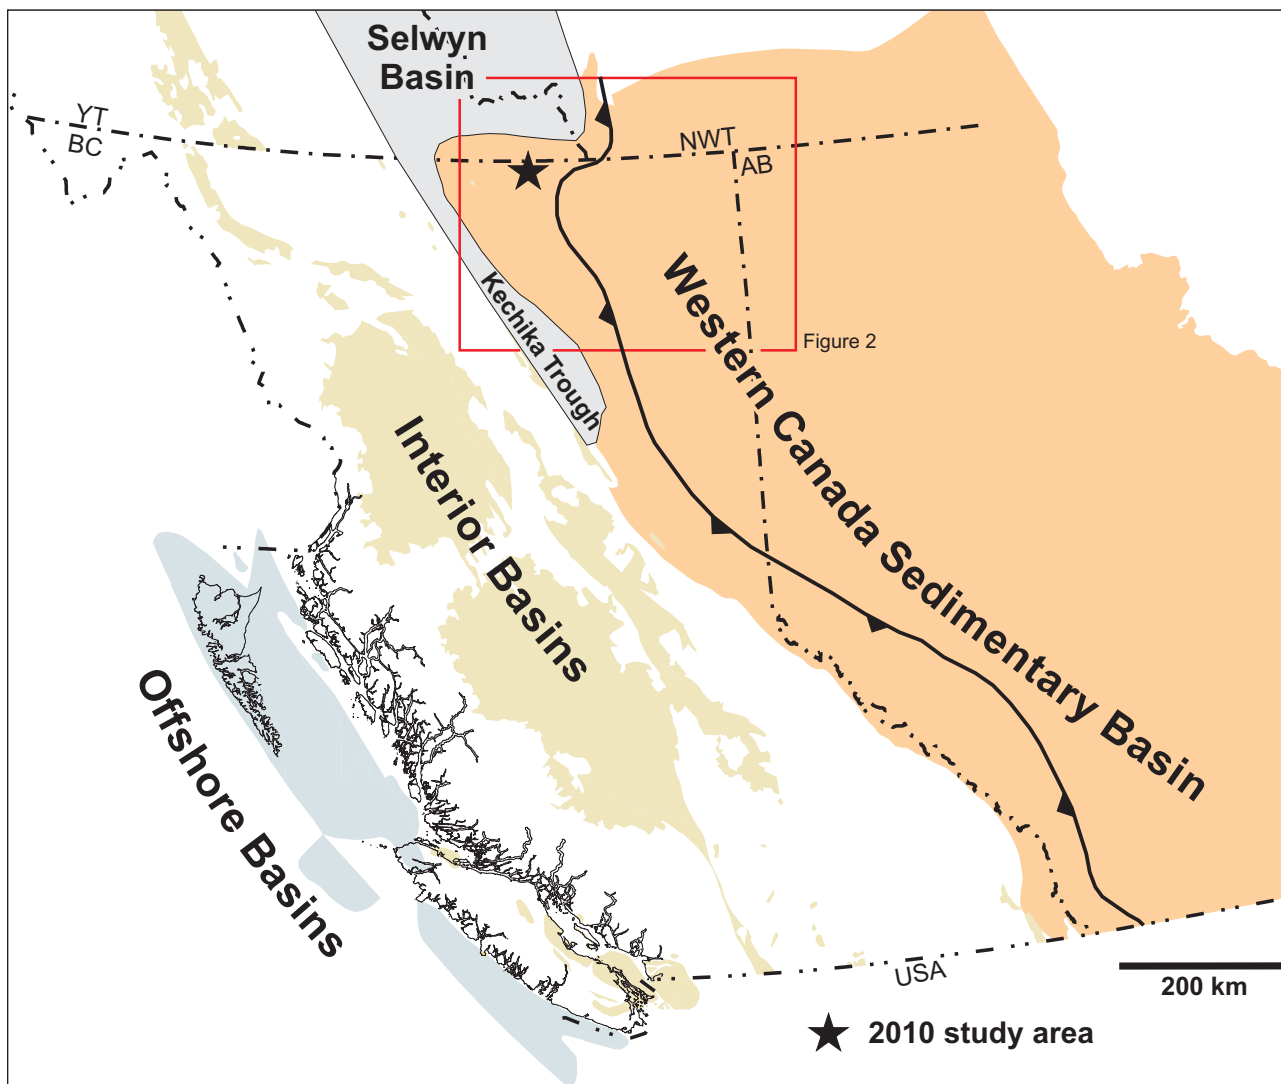 Selwyn
Basin
YT
BC
NWT
AB
Kechika Trough
Figure 2
Western Canada Sedimentary Basin
Interior Basins
Offshore Basins
USA
200 km
2010 study area